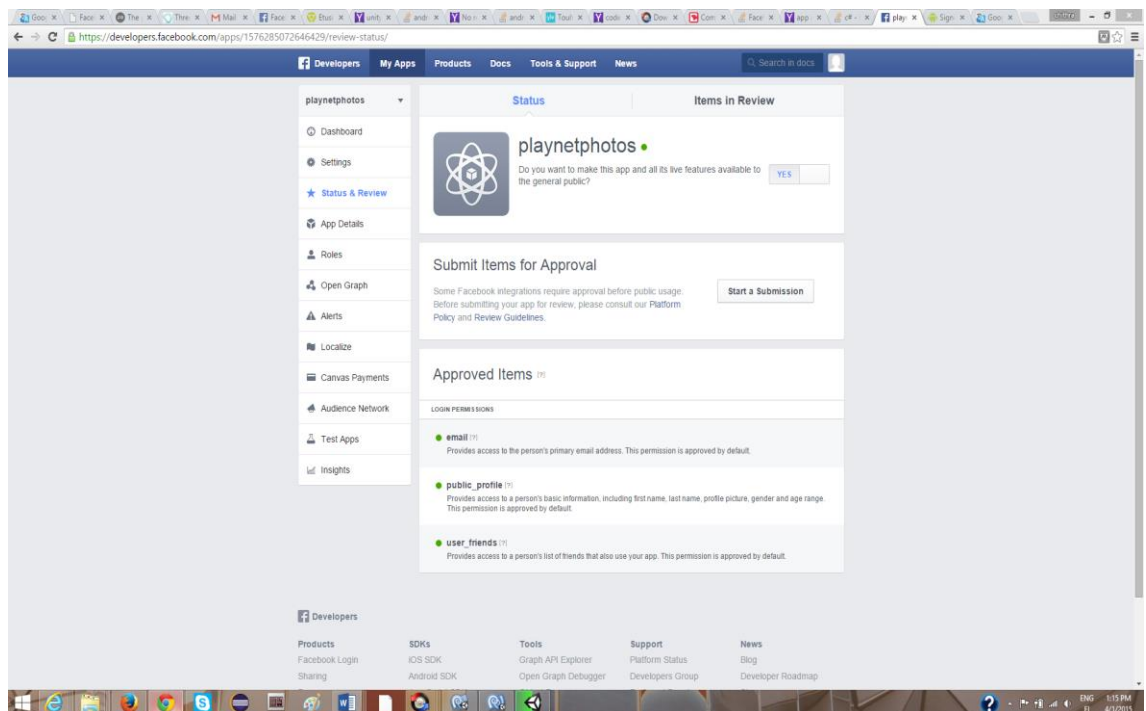 https://developers.facebook.com/apps/1576285072646429/review-status/
Developers My Apps Products Docs Tools & Support News Search in docs
playnetphotos
Dashboard
Settings
Status & Review
App Details
Roles
Open Graph
Alerts
Localize
Canvas Payments
Audience Network
Test Apps
Insights
Status Items in Review
playnetphotos
Do you want to make this app and all its live features available to
the general public?
YES
Submit Items for Approval
Some Facebook integrations require approval before public usage.
Before submitting your app for review, please consult our Platform
Policy and Review Guidelines.
Start a Submission
Approved Items [?]
LOGIN PERMISSIONS
email [?]
Provides access to the person's primary email address. This permission is approved by default.
public_profile [?]
Provides access to a person's basic information, including first name, last name, profile picture, gender and age range.
This permission is approved by default.
user_friends [?]
Provides access to a person's list of friends that also use your app. This permission is approved by default.
Developers
Products SDKs Tools Support News
Facebook Login iOS SDK Graph API Explorer Platform Status Blog
Sharing Android SDK Open Graph Debugger Developers Group Developer Roadmap
ENG 1:15 PM
FI 4/1/2015